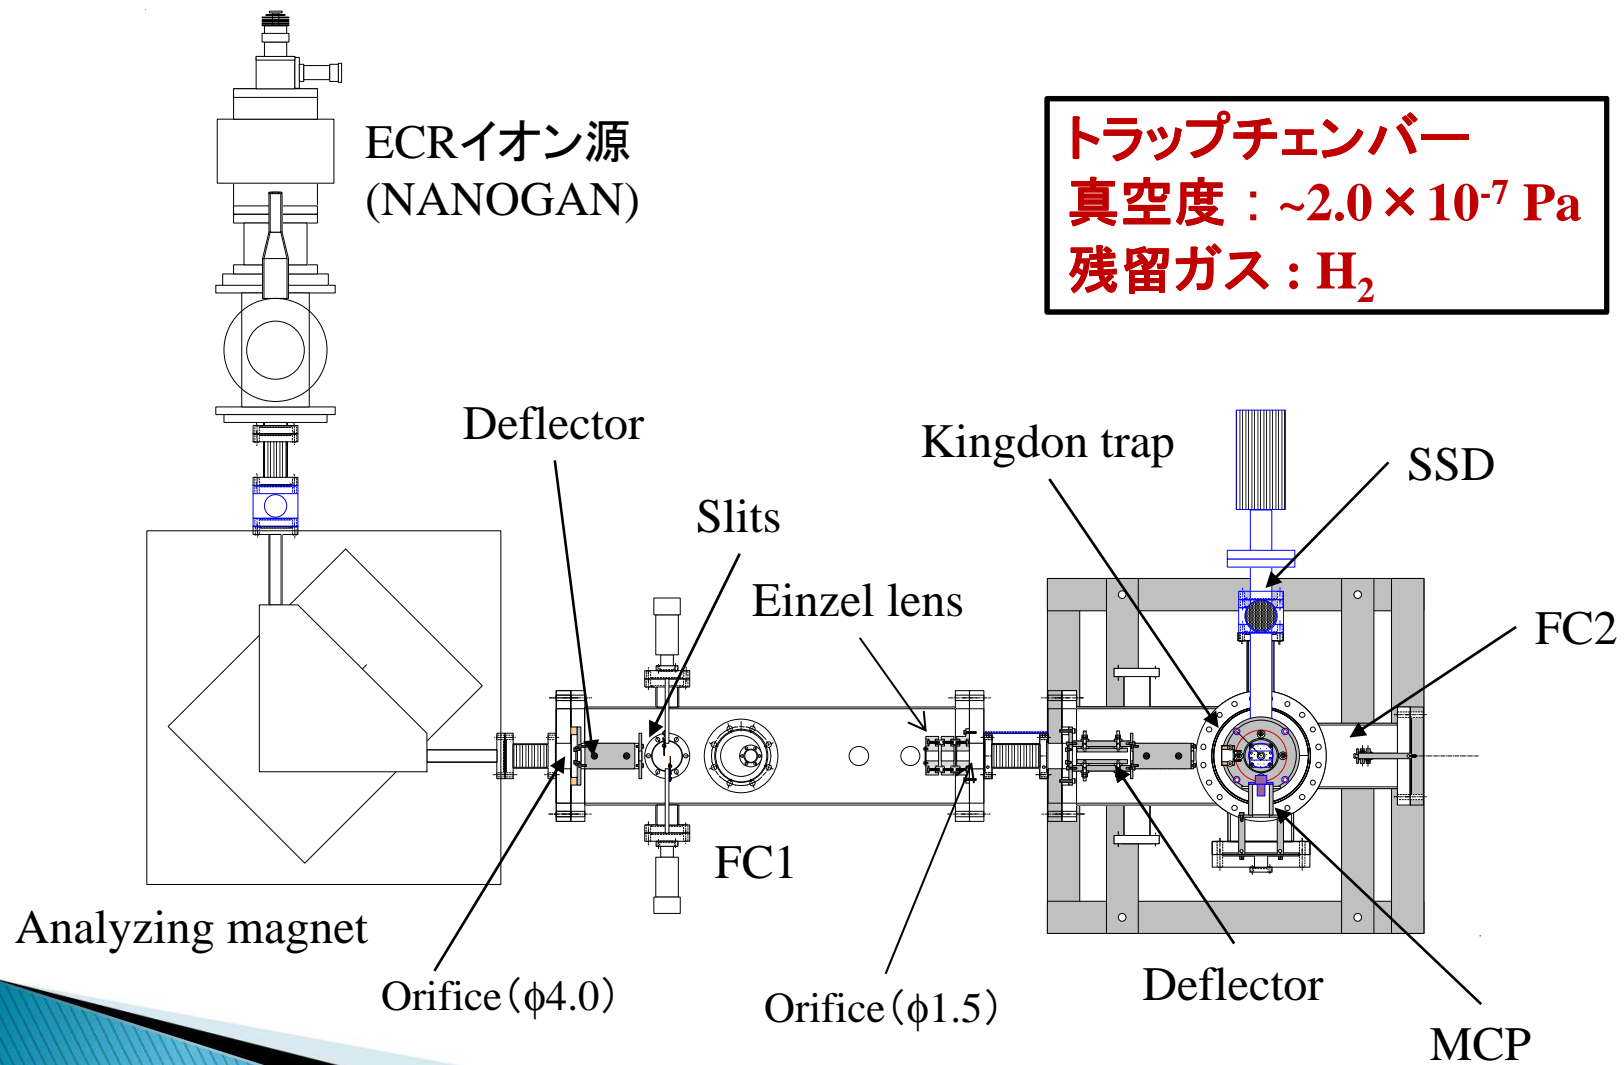 ECRイオン源
(NANOGAN)
トラップチェンバー
真空度：~2.0×10⁻⁷ Pa
残留ガス : H₂
Deflector
Kingdon trap
SSD
Slits
Einzel lens
FC2
FC1
Analyzing magnet
Orifice（ϕ4.0）
Orifice（ϕ1.5）
Deflector
MCP